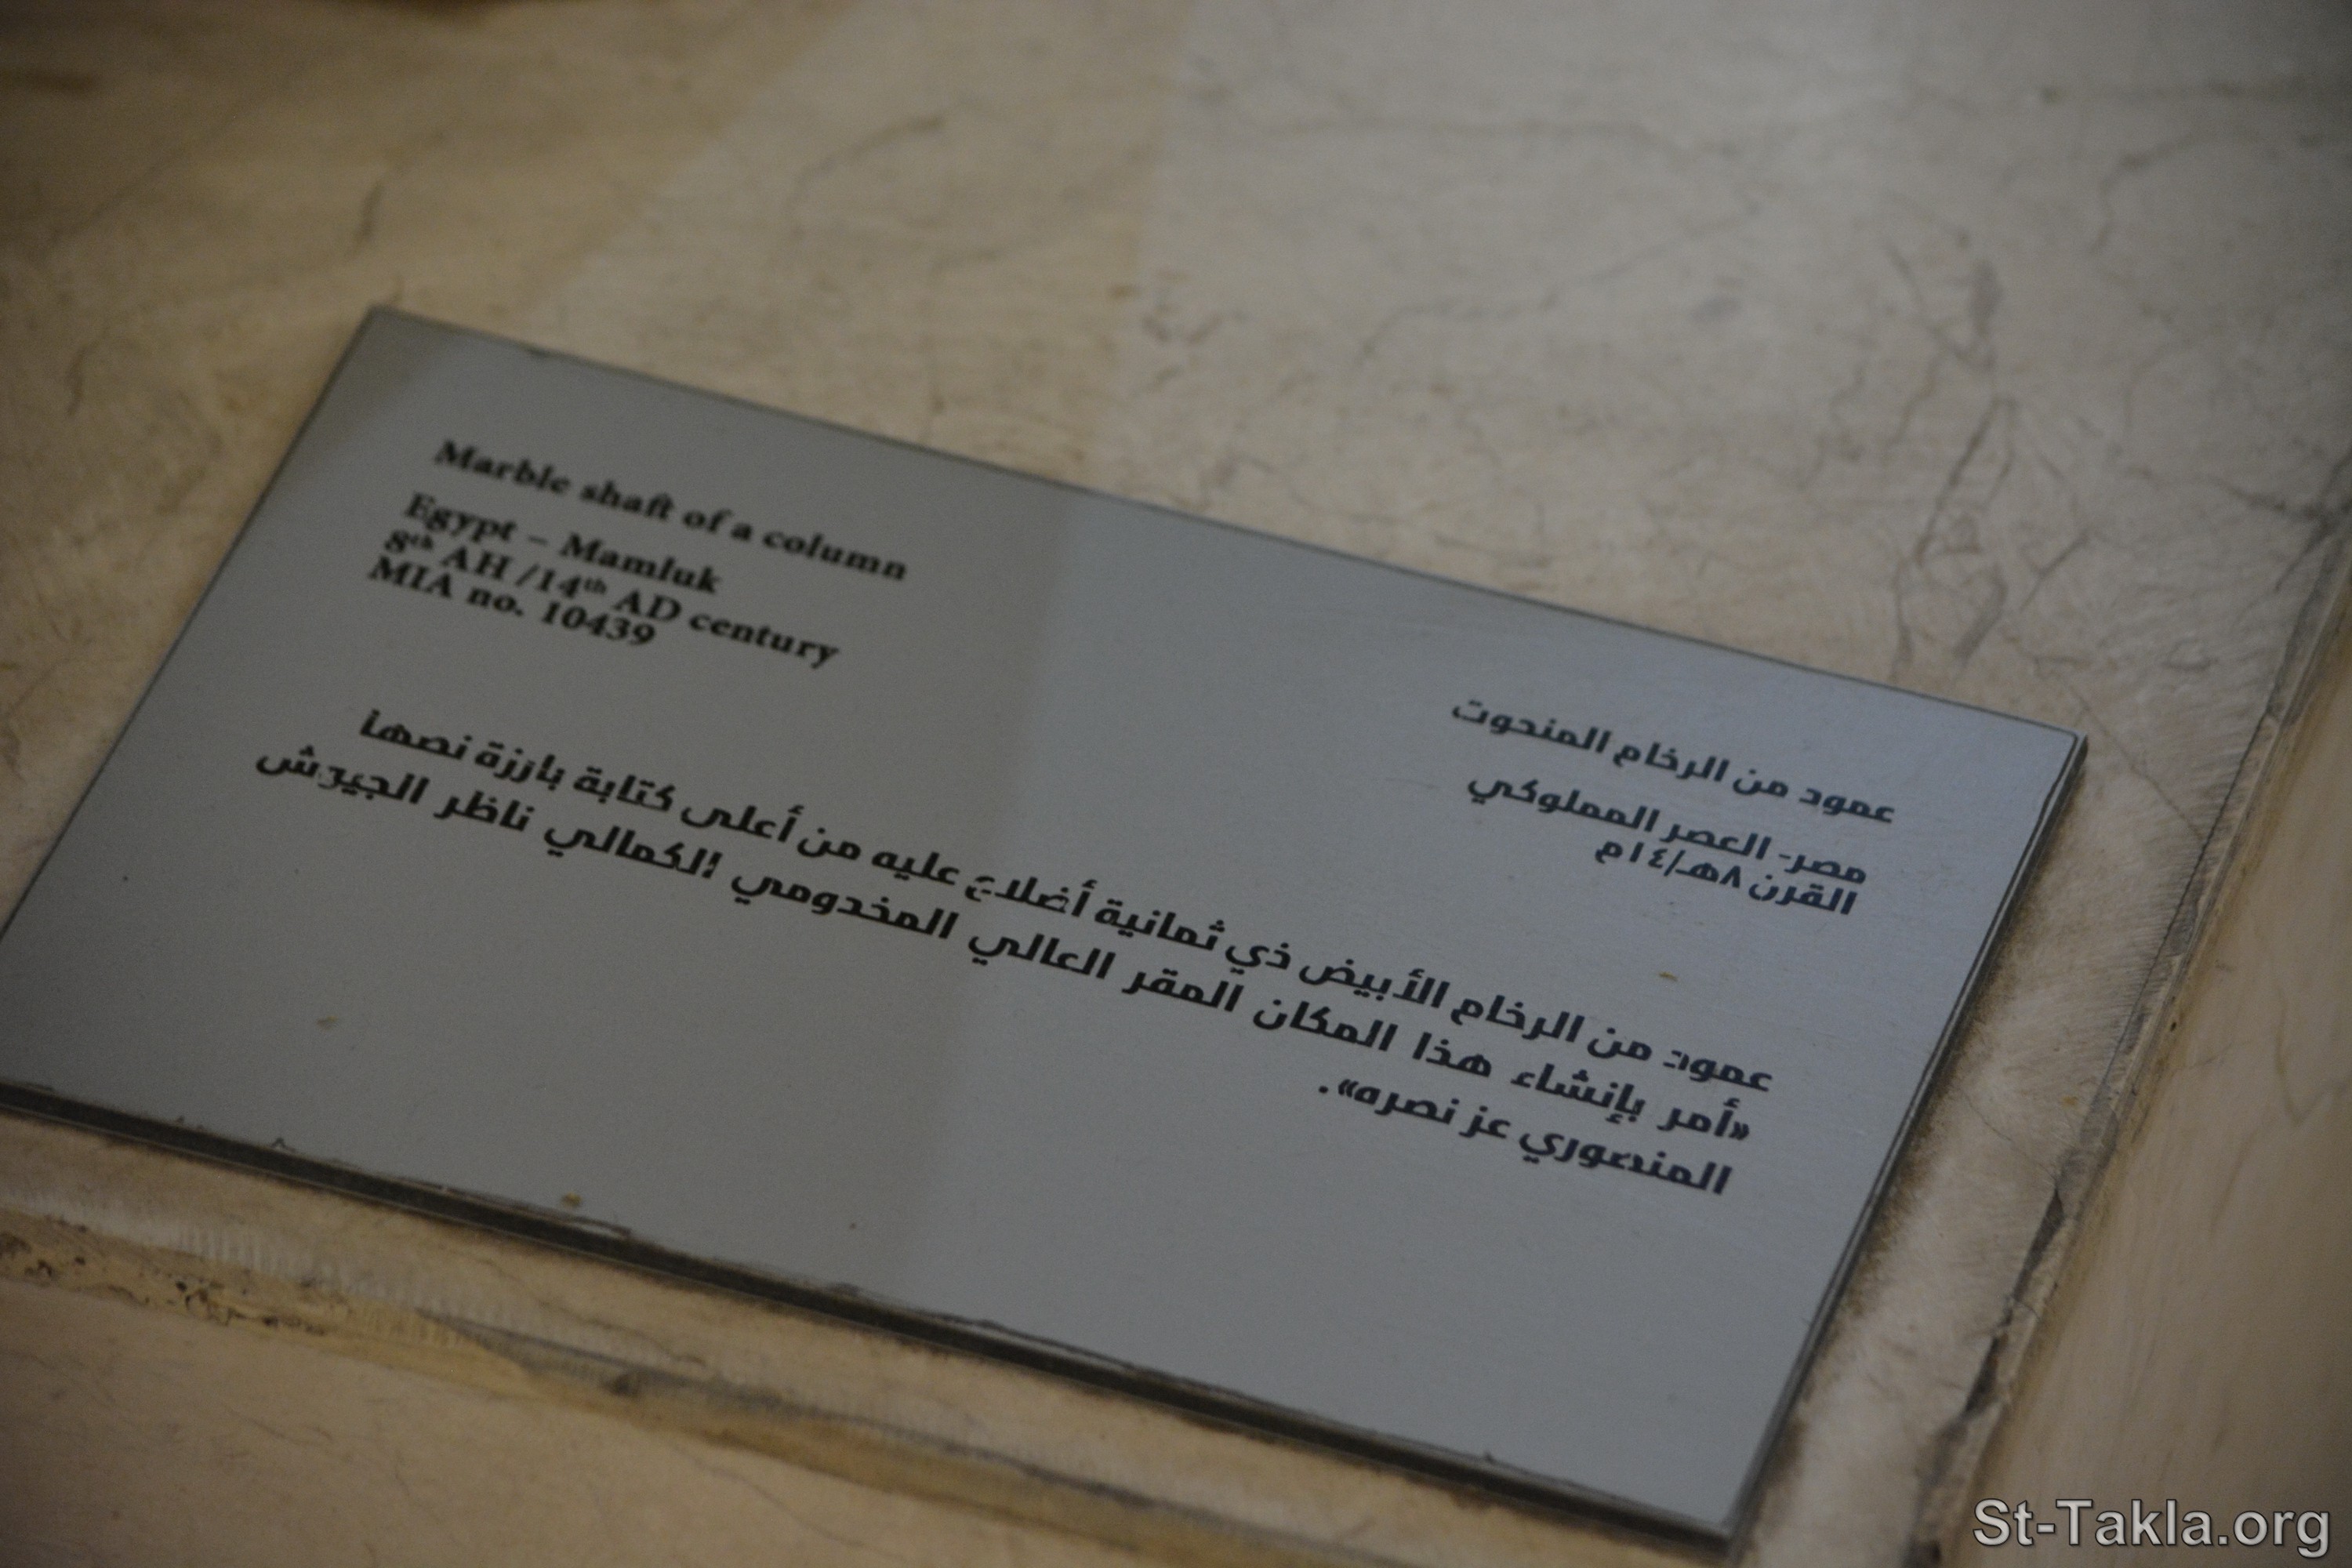 Marble shaft of a column
Egypt – Mamluk
8th AH /14th AD century
MIA no. 10439
عمود من الرخام المنحوت
مصر- العصر المملوكي
القرن ٨هـ/١٤م
عمود من الرخام الأبيض ذي ثمانية أضلاع عليه من أعلى كتابة بارزة نصها
«أمر بإنشاء هذا المكان المقر العالي المخدومي الكمالي ناظر الجيوش
المنصوري عز نصره».
St-Takla.org